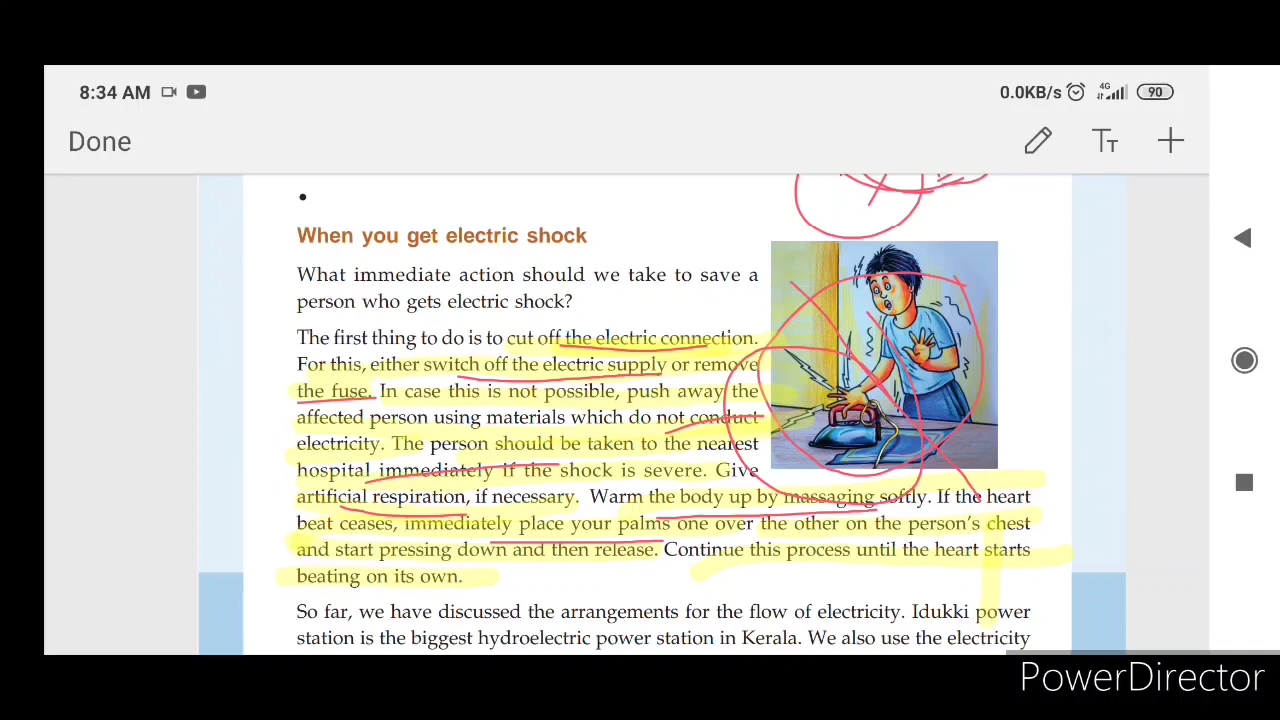 8:34 AM
0.0KB/s 4G 90
Done
TT
When you get electric shock
What immediate action should we take to save a
person who gets electric shock?
The first thing to do is to cut off the electric connection.
For this, either switch off the electric supply or remove
the fuse. In case this is not possible, push away the
affected person using materials which do not conduct
electricity. The person should be taken to the nearest
hospital immediately if the shock is severe. Give
artificial respiration, if necessary. Warm the body up by massaging softly. If the heart
beat ceases, immediately place your palms one over the other on the person's chest
and start pressing down and then release. Continue this process until the heart starts
beating on its own.
So far, we have discussed the arrangements for the flow of electricity. Idukki power
station is the biggest hydroelectric power station in Kerala. We also use the electricity
PowerDirector